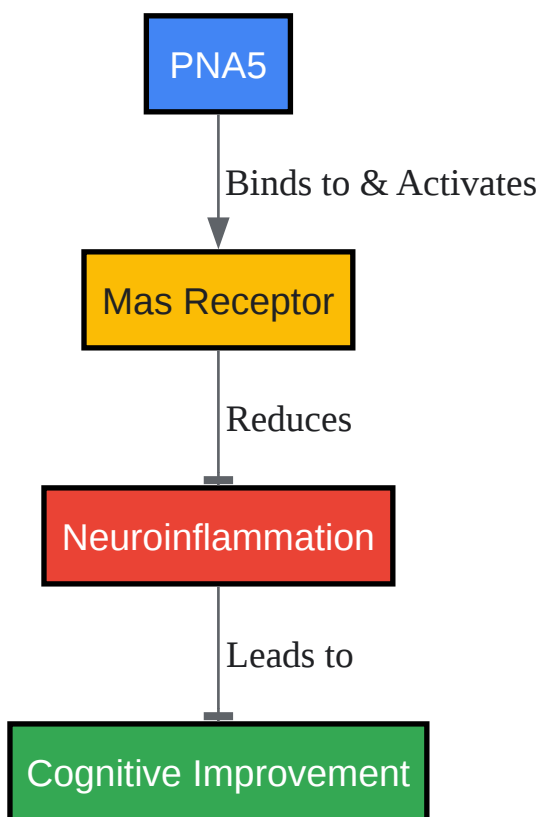 PNA5
Binds to & Activates
Mas Receptor
Reduces
Neuroinflammation
Leads to
Cognitive Improvement